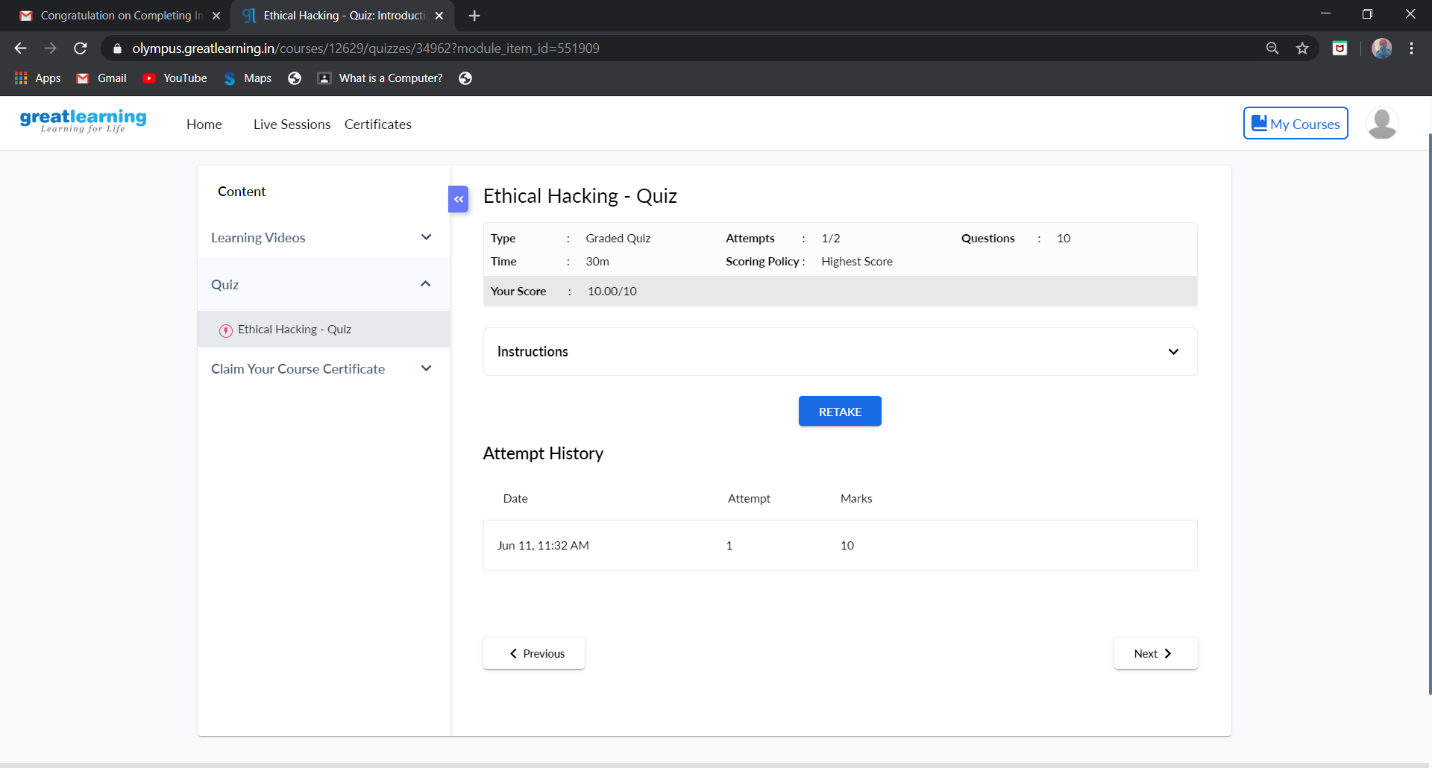 Congratulation on Completing In
Ethical Hacking - Quiz: Introducti
olympus.greatlearning.in/courses/12629/quizzes/34962?module_item_id=551909
Apps Gmail YouTube Maps What is a Computer?
greatlearning
Learning for Life
Home Live Sessions Certificates My Courses
Content
Learning Videos
Quiz
Ethical Hacking - Quiz
Claim Your Course Certificate
Ethical Hacking - Quiz
Type : Graded Quiz Attempts : 1/2 Questions : 10
Time : 30m Scoring Policy : Highest Score
Your Score : 10.00/10
Instructions
RETAKE
Attempt History
Date Attempt Marks
Jun 11, 11:32 AM 1 10
Previous Next